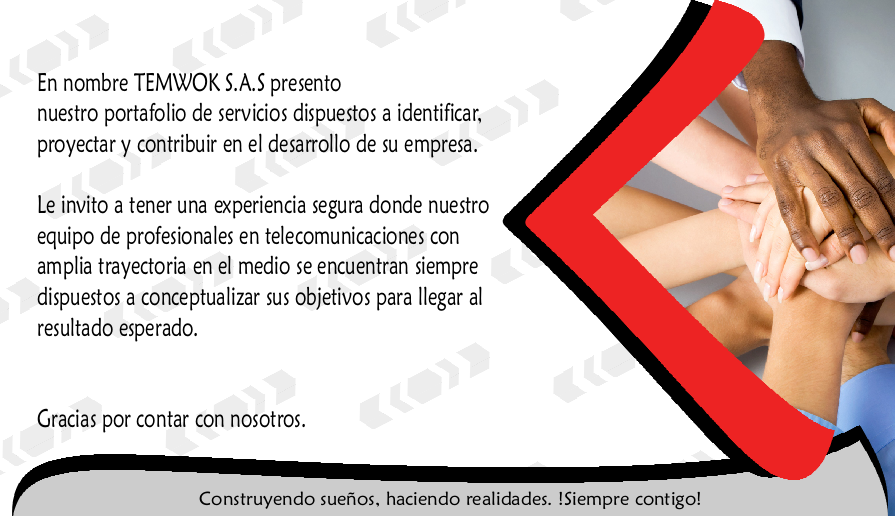 En nombre TEMWOK S.A.S presento
nuestro portafolio de servicios dispuestos a identificar,
proyectar y contribuir en el desarrollo de su empresa.
Le invito a tener una experiencia segura donde nuestro
equipo de profesionales en telecomunicaciones con
amplia trayectoria en el medio se encuentran siempre
dispuestos a conceptualizar sus objetivos para llegar al
resultado esperado.
Gracias por contar con nosotros.
Construyendo sueños, haciendo realidades. !Siempre contigo!